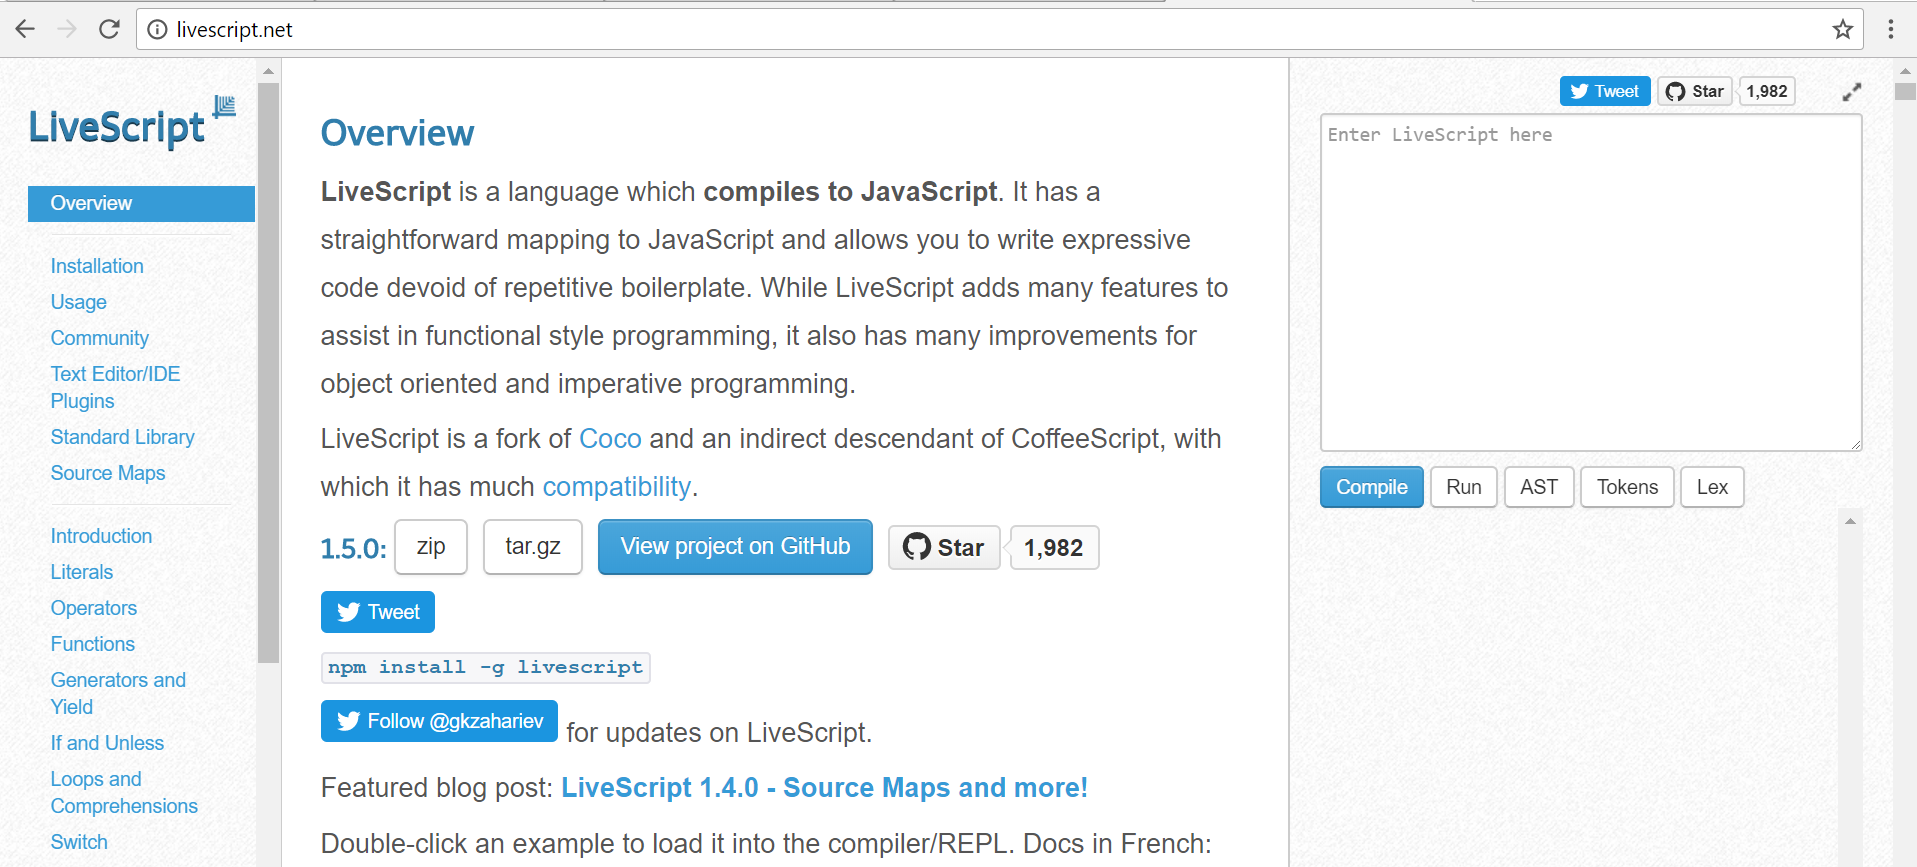 livescript.net
LiveScript
Overview
Installation
Usage
Community
Text Editor/IDE
Plugins
Standard Library
Source Maps
Introduction
Literals
Operators
Functions
Generators and
Yield
If and Unless
Loops and
Comprehensions
Switch
Overview
LiveScript is a language which compiles to JavaScript. It has a
straightforward mapping to JavaScript and allows you to write expressive
code devoid of repetitive boilerplate. While LiveScript adds many features to
assist in functional style programming, it also has many improvements for
object oriented and imperative programming.
LiveScript is a fork of Coco and an indirect descendant of CoffeeScript, with
which it has much compatibility.
1.5.0: zip tar.gz View project on GitHub Star 1,982
Tweet
npm install -g livescript
Follow @gkzahariev for updates on LiveScript.
Featured blog post: LiveScript 1.4.0 - Source Maps and more!
Double-click an example to load it into the compiler/REPL. Docs in French:
Tweet Star 1,982
Enter LiveScript here
Compile Run AST Tokens Lex